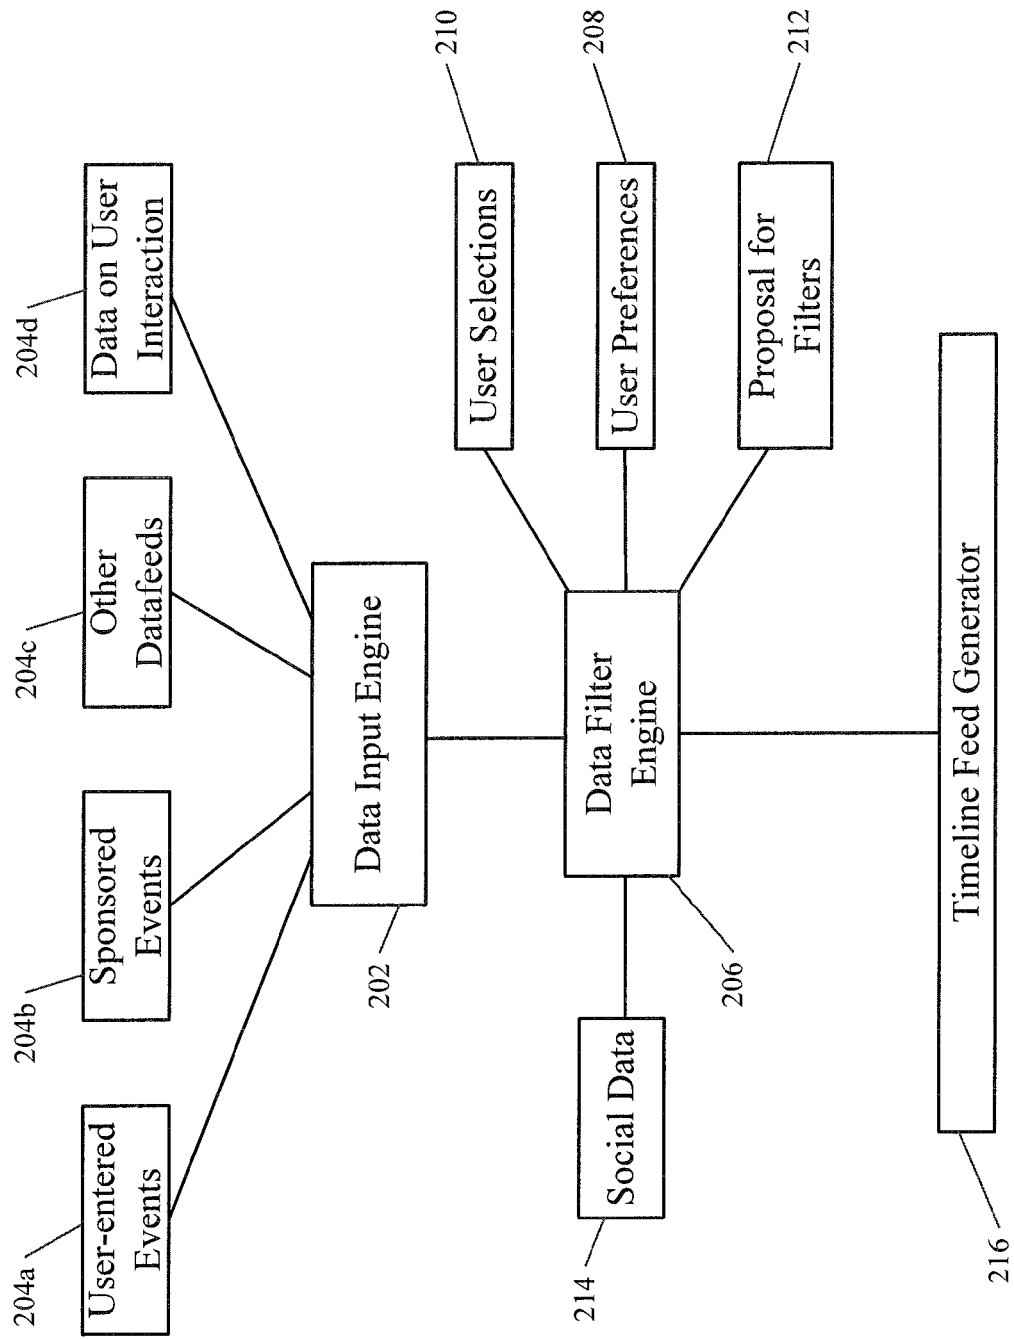 204a
204b
204c
204d
User-entered
Events
Sponsored
Events
Other
Datafeeds
Data on User
Interaction
202
Data Input Engine
210
User Selections
214
Social Data
206
Data Filter
Engine
208
User Preferences
212
Proposal for
Filters
216
Timeline Feed Generator